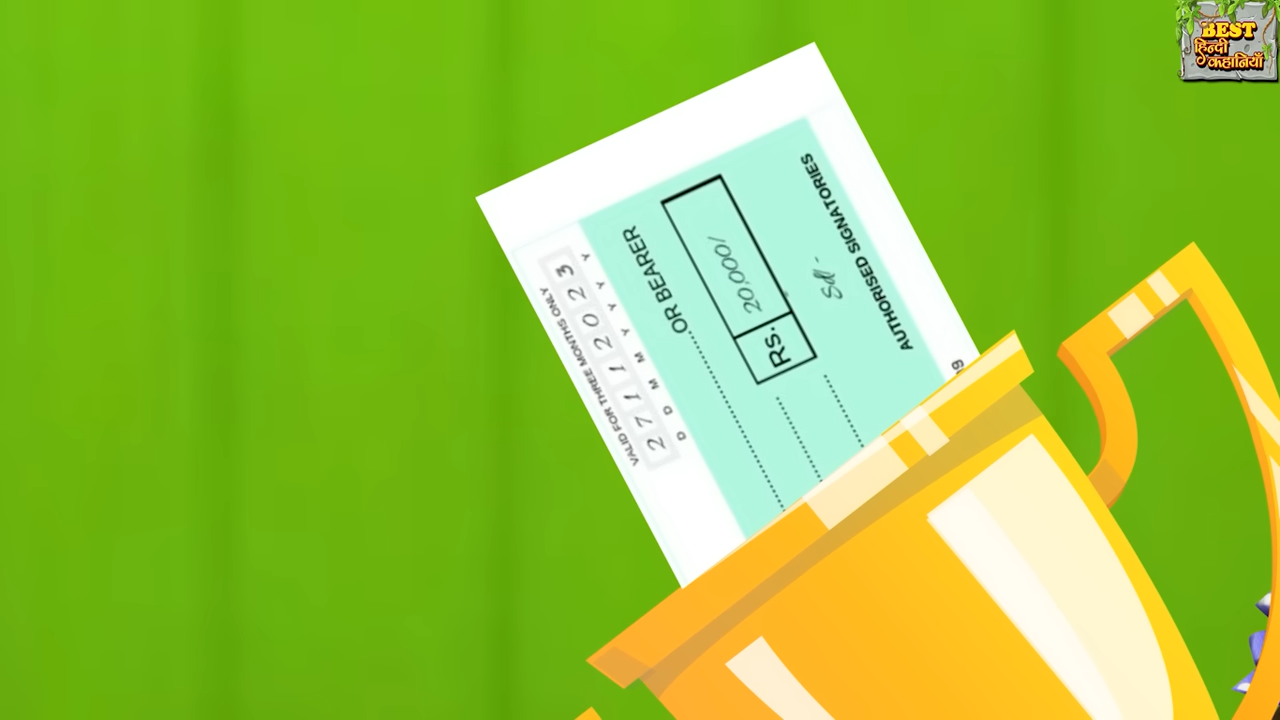 BEST
हिन्दी
कहानियाँ
VALID FOR THREE MONTHS ONLY
2 7 1 1 2 0 2 3
D D M M Y Y Y Y
OR BEARER
RS. 20,000/
Sd/-
AUTHORISED SIGNATORIES